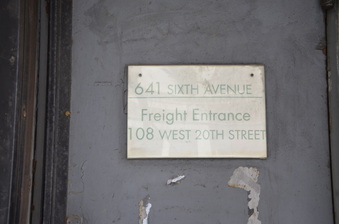 641 SIXTH AVENUE
Freight Entrance
108 WEST 20TH STREET